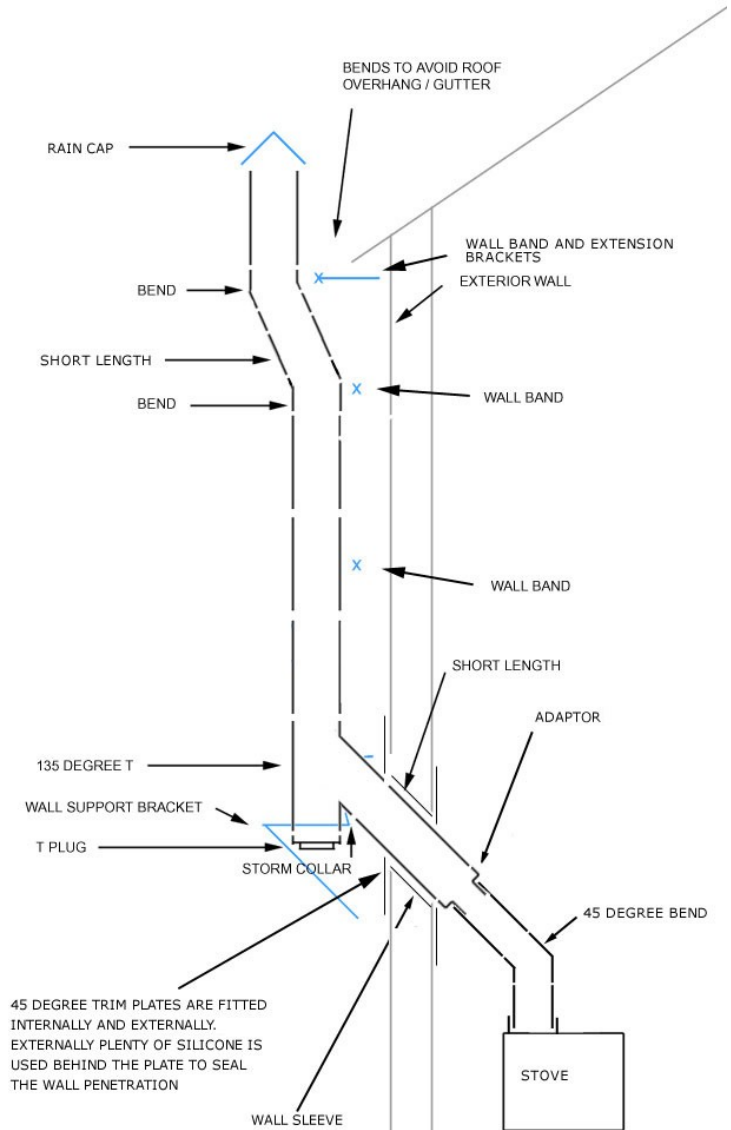 BENDS TO AVOID ROOF
OVERHANG / GUTTER
RAIN CAP
WALL BAND AND EXTENSION
BRACKETS
EXTERIOR WALL
BEND
SHORT LENGTH
BEND
WALL BAND
WALL BAND
SHORT LENGTH
ADAPTOR
135 DEGREE T
WALL SUPPORT BRACKET
T PLUG
STORM COLLAR
45 DEGREE BEND
45 DEGREE TRIM PLATES ARE FITTED
INTERNALLY AND EXTERNALLY.
EXTERNALLY PLENTY OF SILICONE IS
USED BEHIND THE PLATE TO SEAL
THE WALL PENETRATION
STOVE
WALL SLEEVE